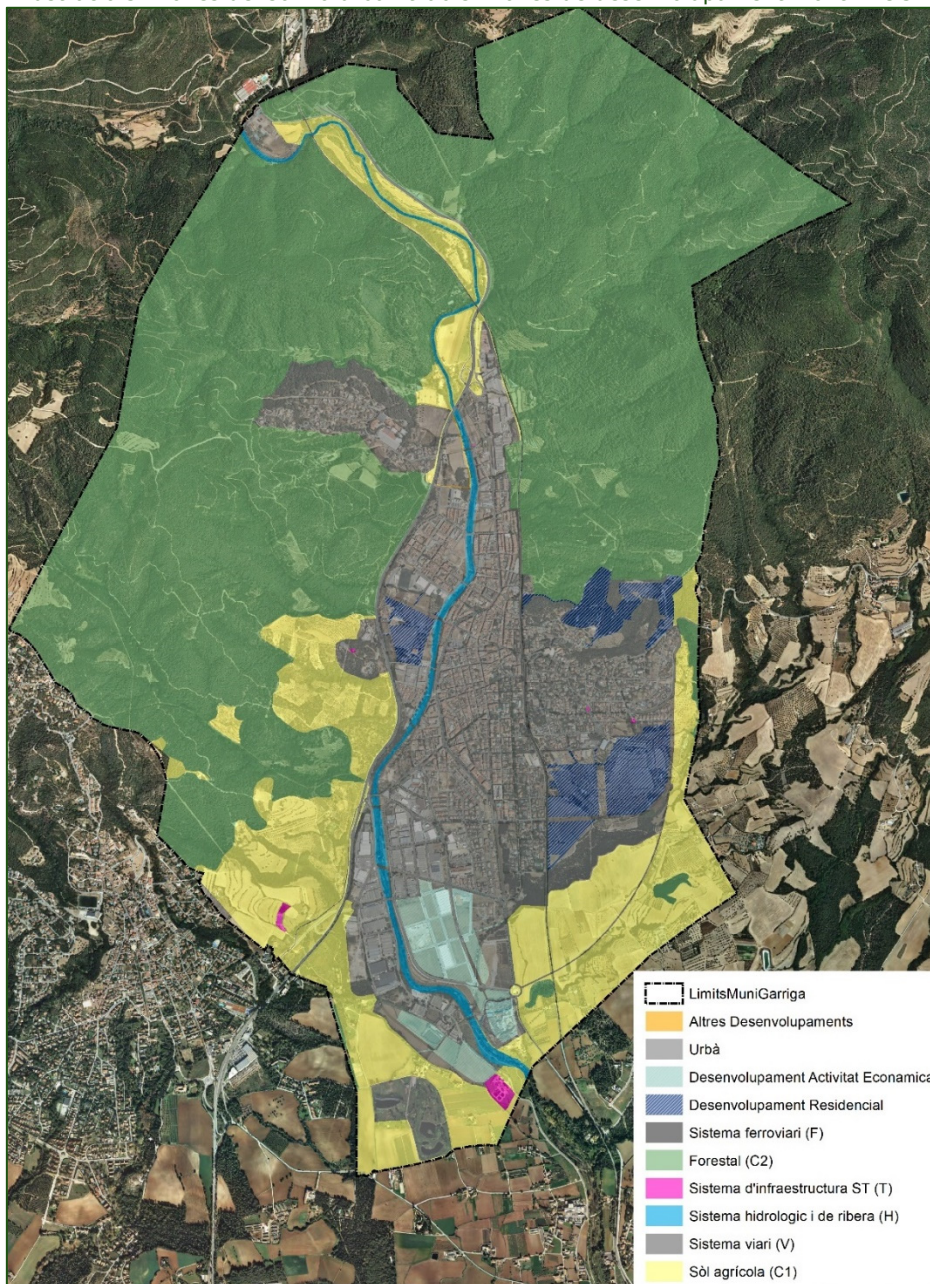 LimitsMuniGarriga
Altres Desenvolupaments
Urbà
Desenvolupament Activitat Economica
Desenvolupament Residencial
Sistema ferroviari (F)
Forestal (C2)
Sistema d'infraestructura ST (T)
Sistema hidrologic i de ribera (H)
Sistema viari (V)
Sòl agrícola (C1)